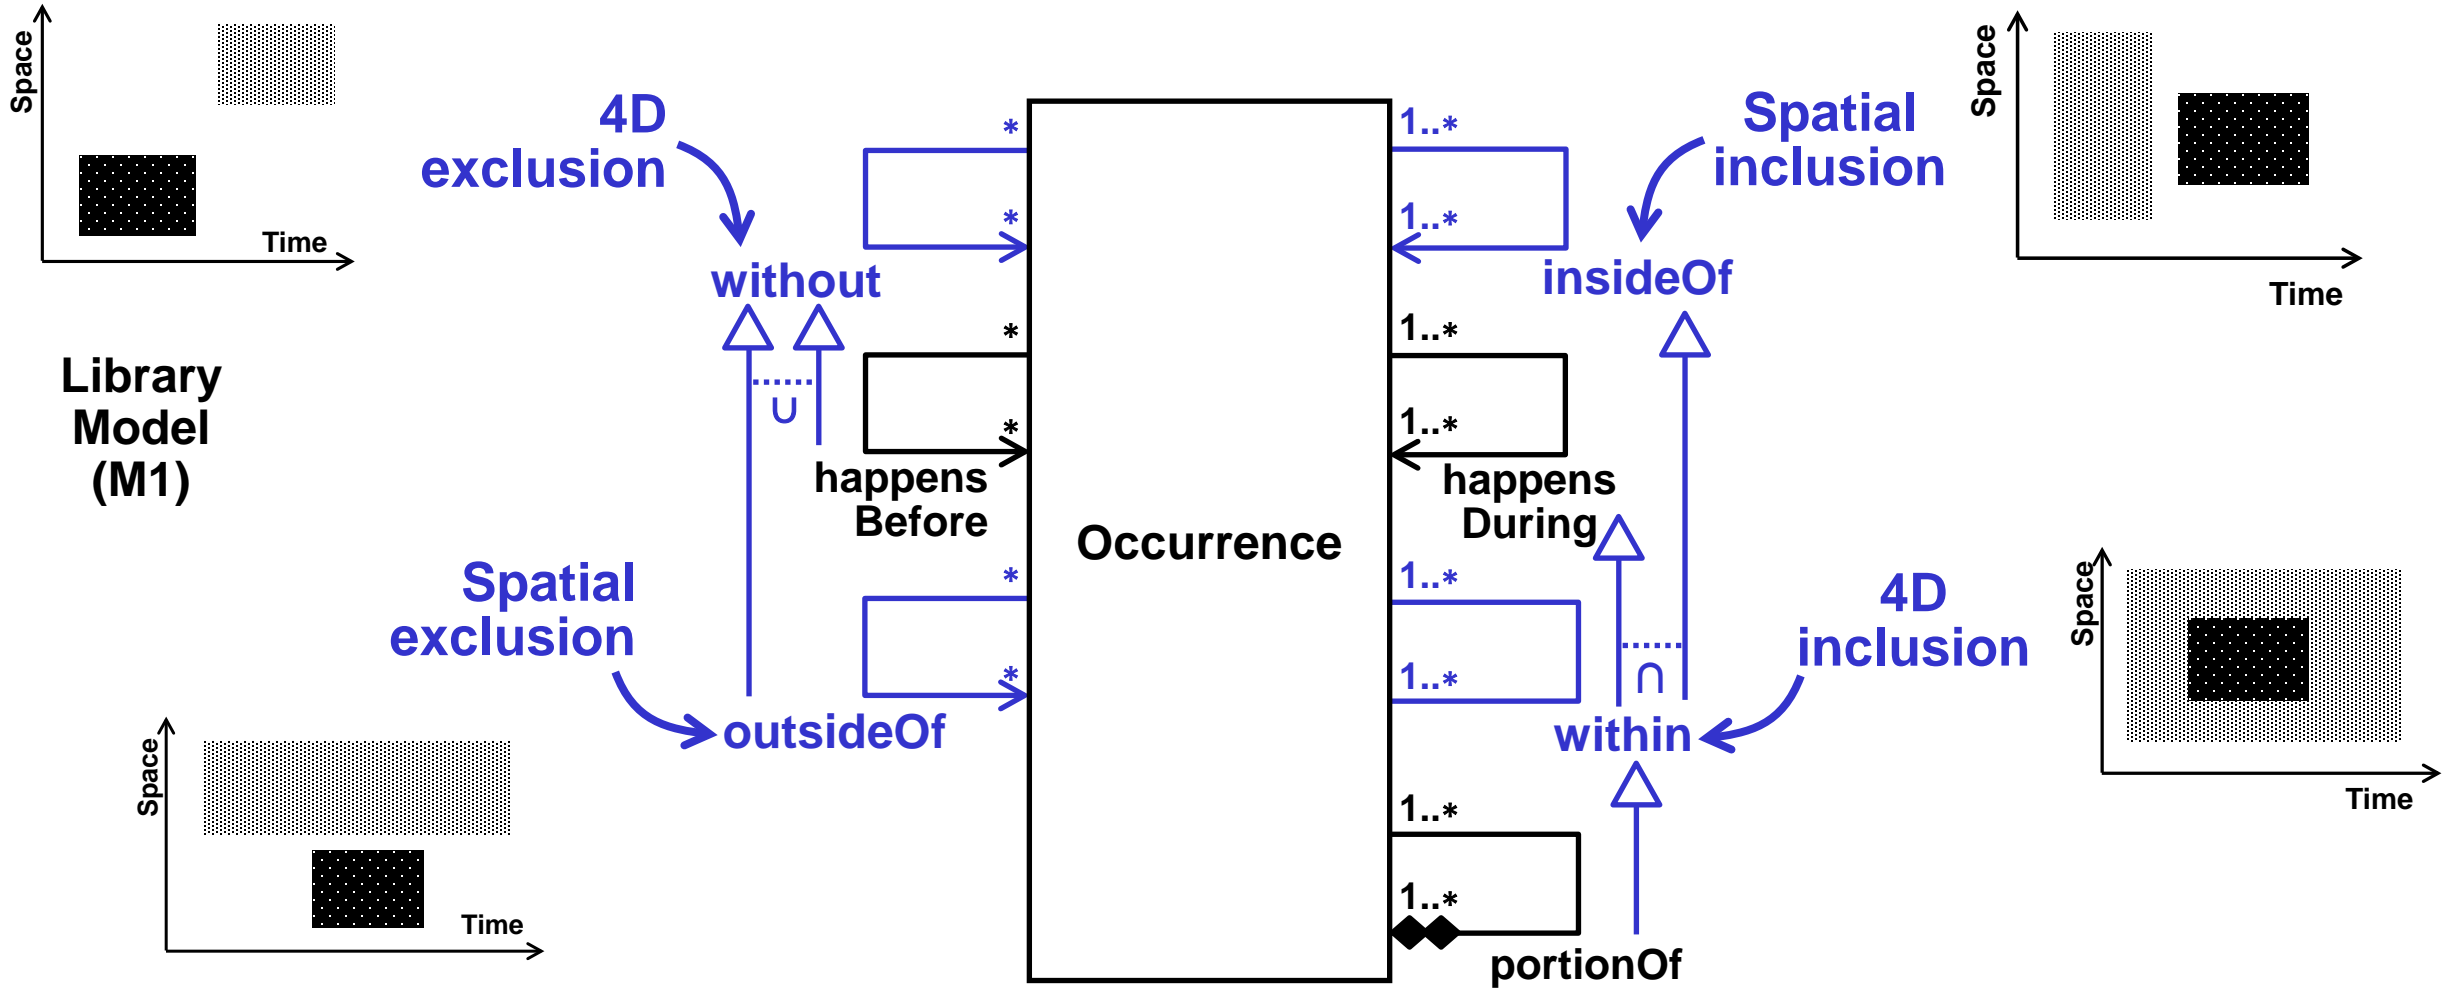 Space
Time
4D
exclusion
*
*
without
∪
*
*
happens
Before
Library
Model
(M1)
Spatial
exclusion
*
*
outsideOf
Space
Time
Occurrence
1..*
1..*
Spatial
inclusion
insideOf
1..*
1..*
happens
During
1..*
1..*
∩
within
4D
inclusion
1..*
1..*
portionOf
Space
Time
Space
Time